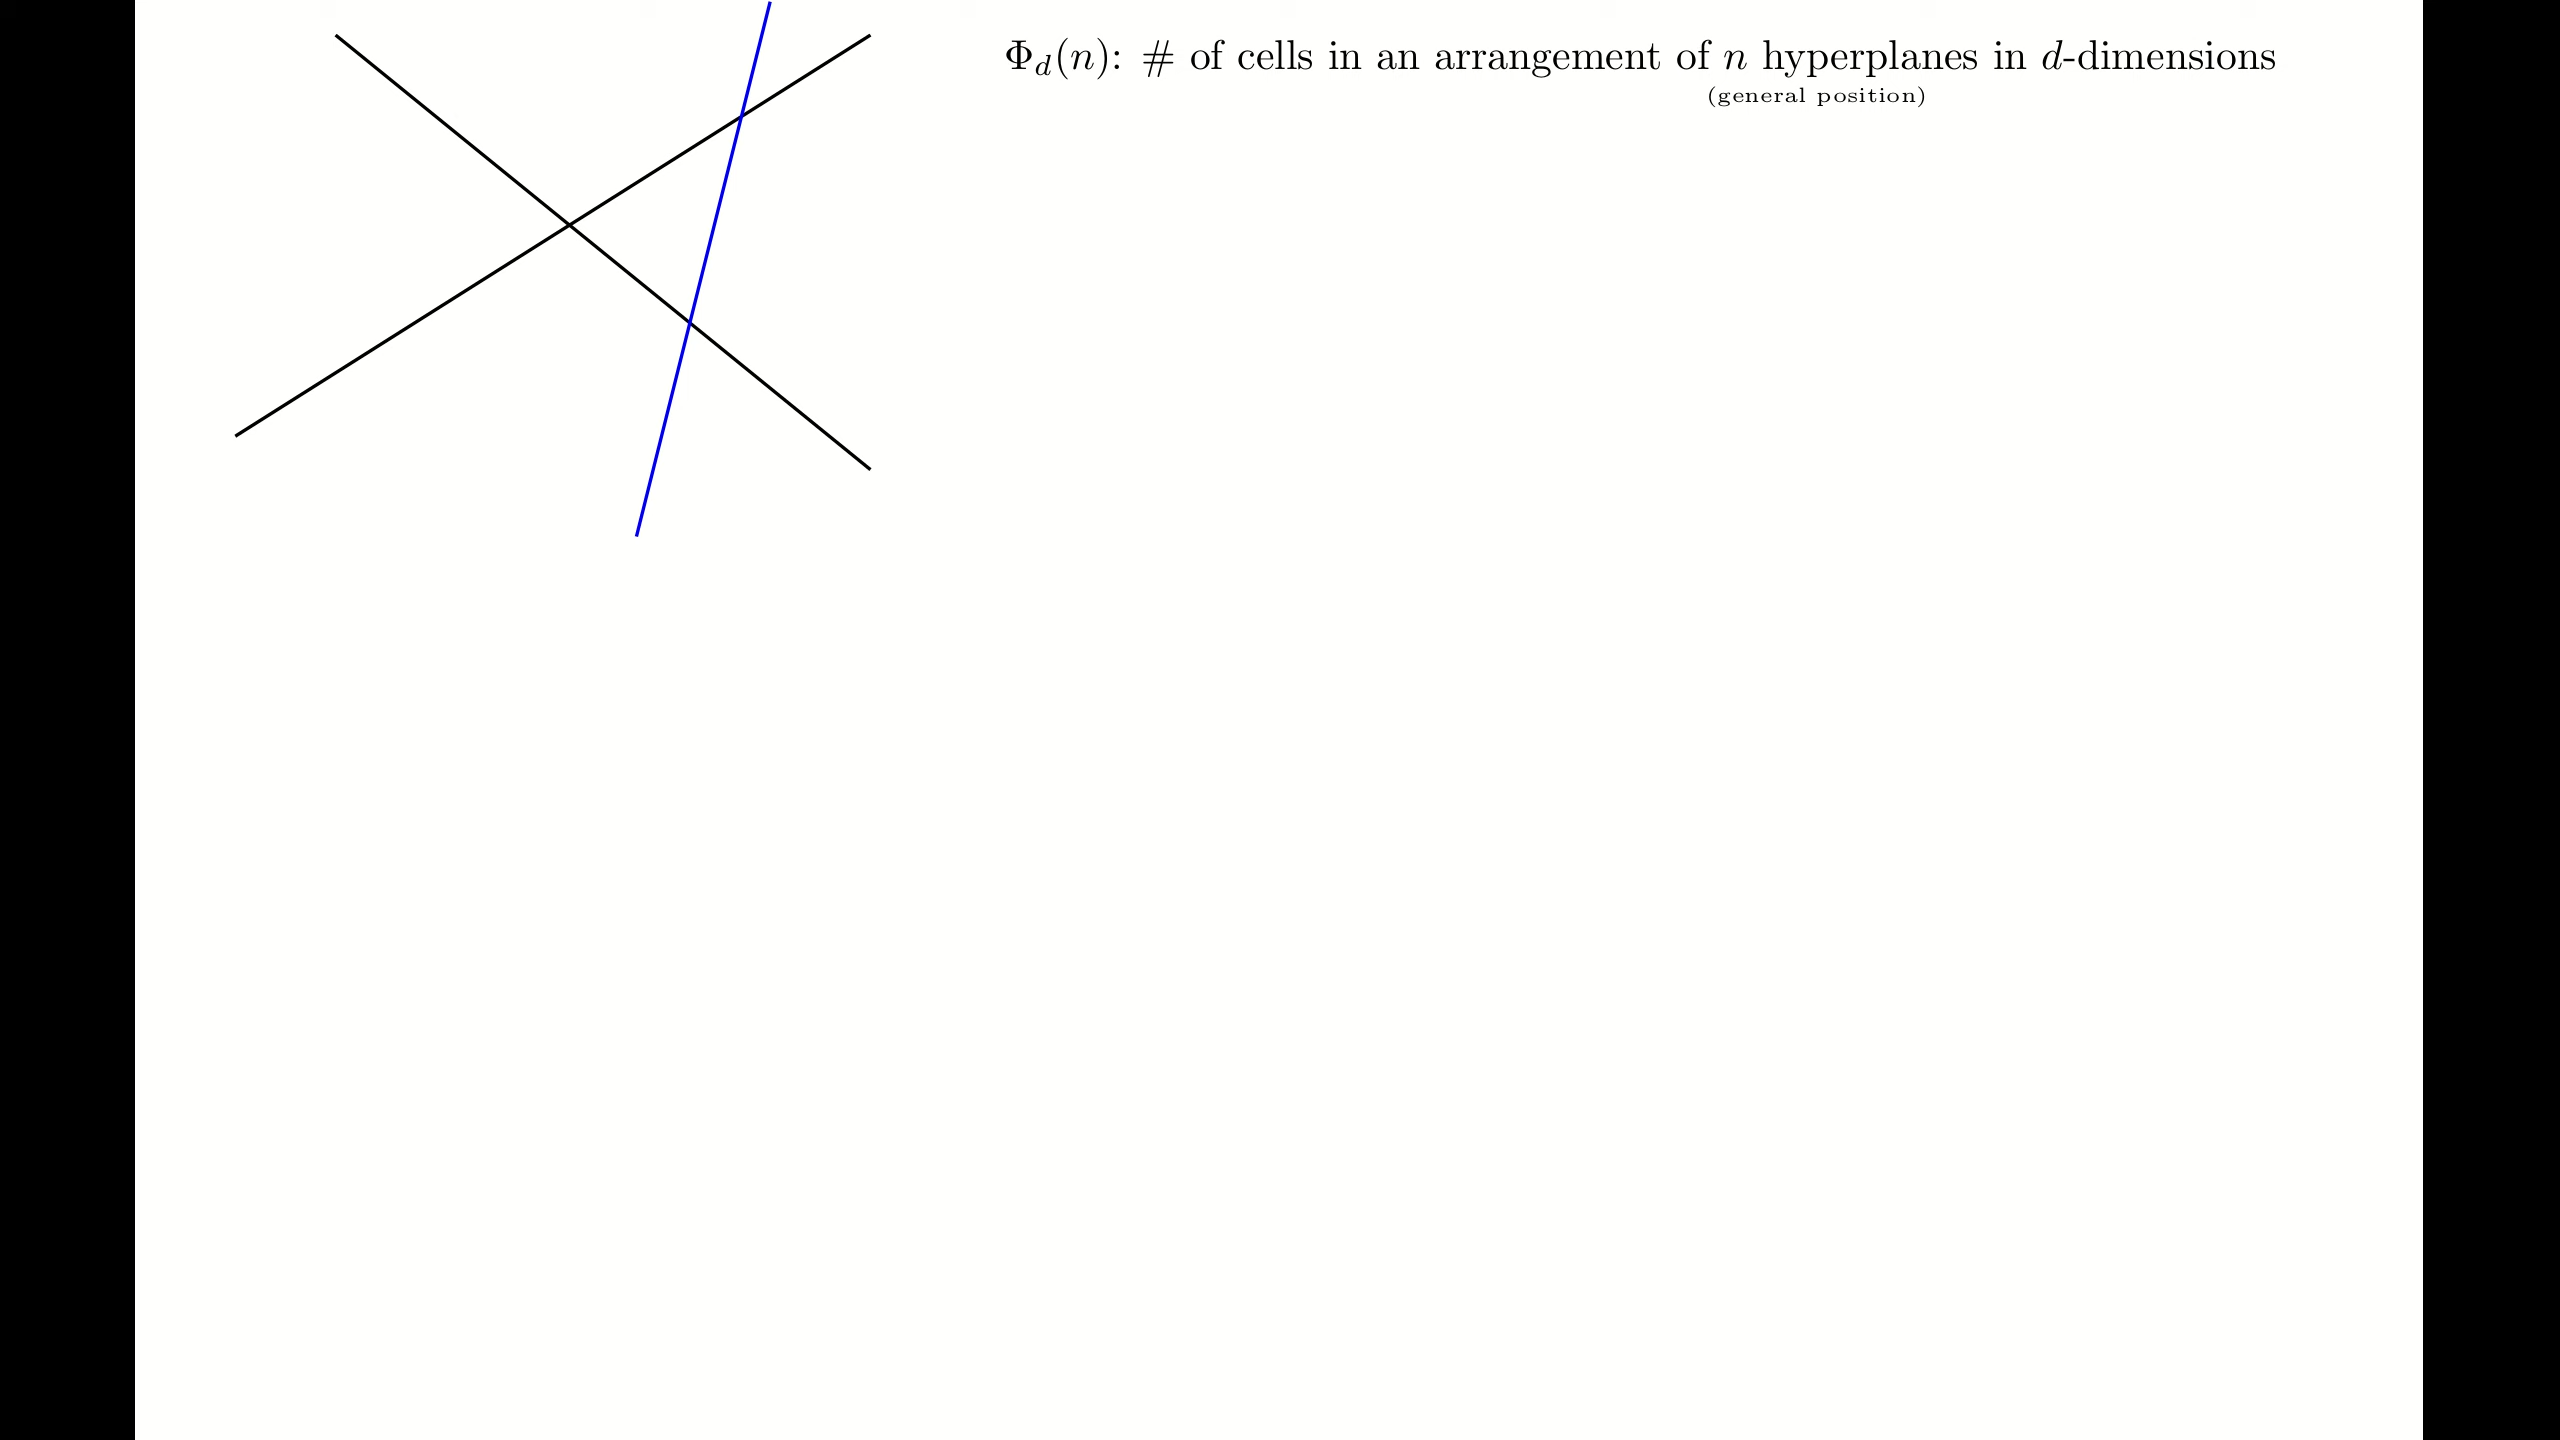 Φ_d(n): # of cells in an arrangement of n hyperplanes in d-dimensions
(general position)